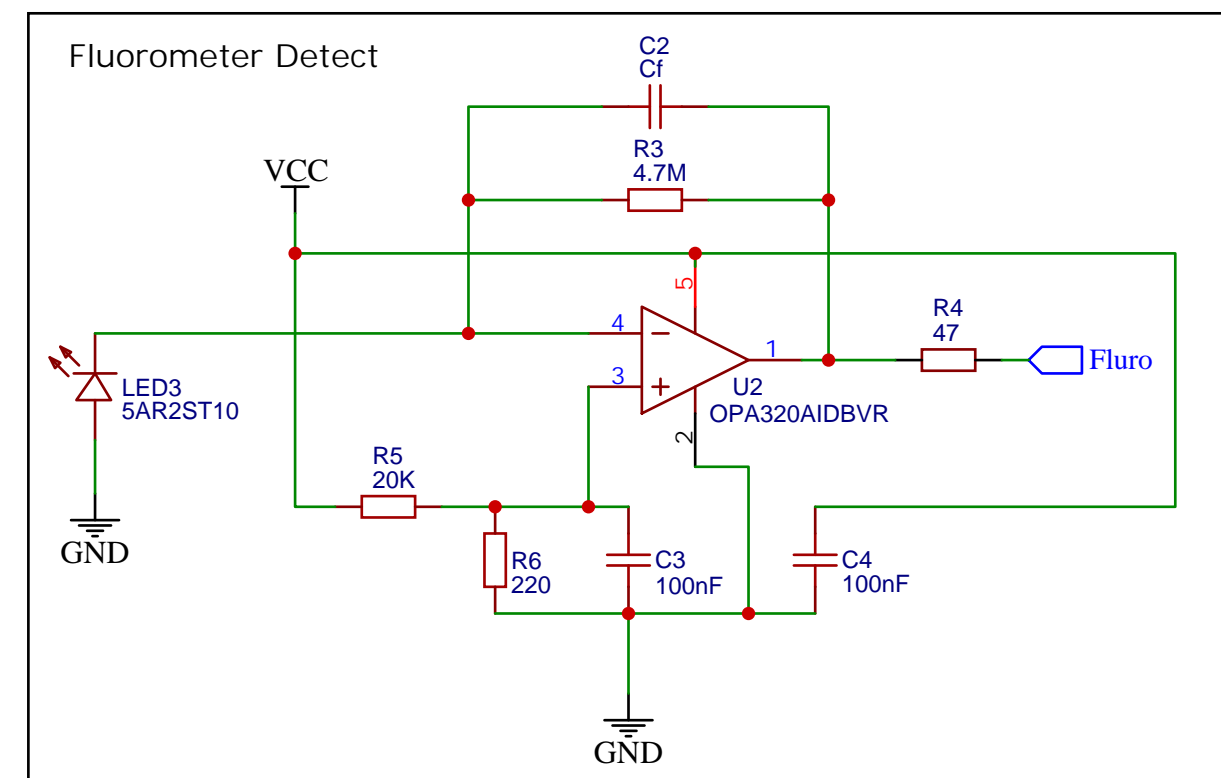 Fluorometer Detect
C2
Cf
R3
4.7M
VCC
5
4
1
3
2
R4
47
Fluro
U2
OPA320AIDBVR
LED3
5AR2ST10
GND
R5
20K
R6
220
C3
100nF
C4
100nF
GND